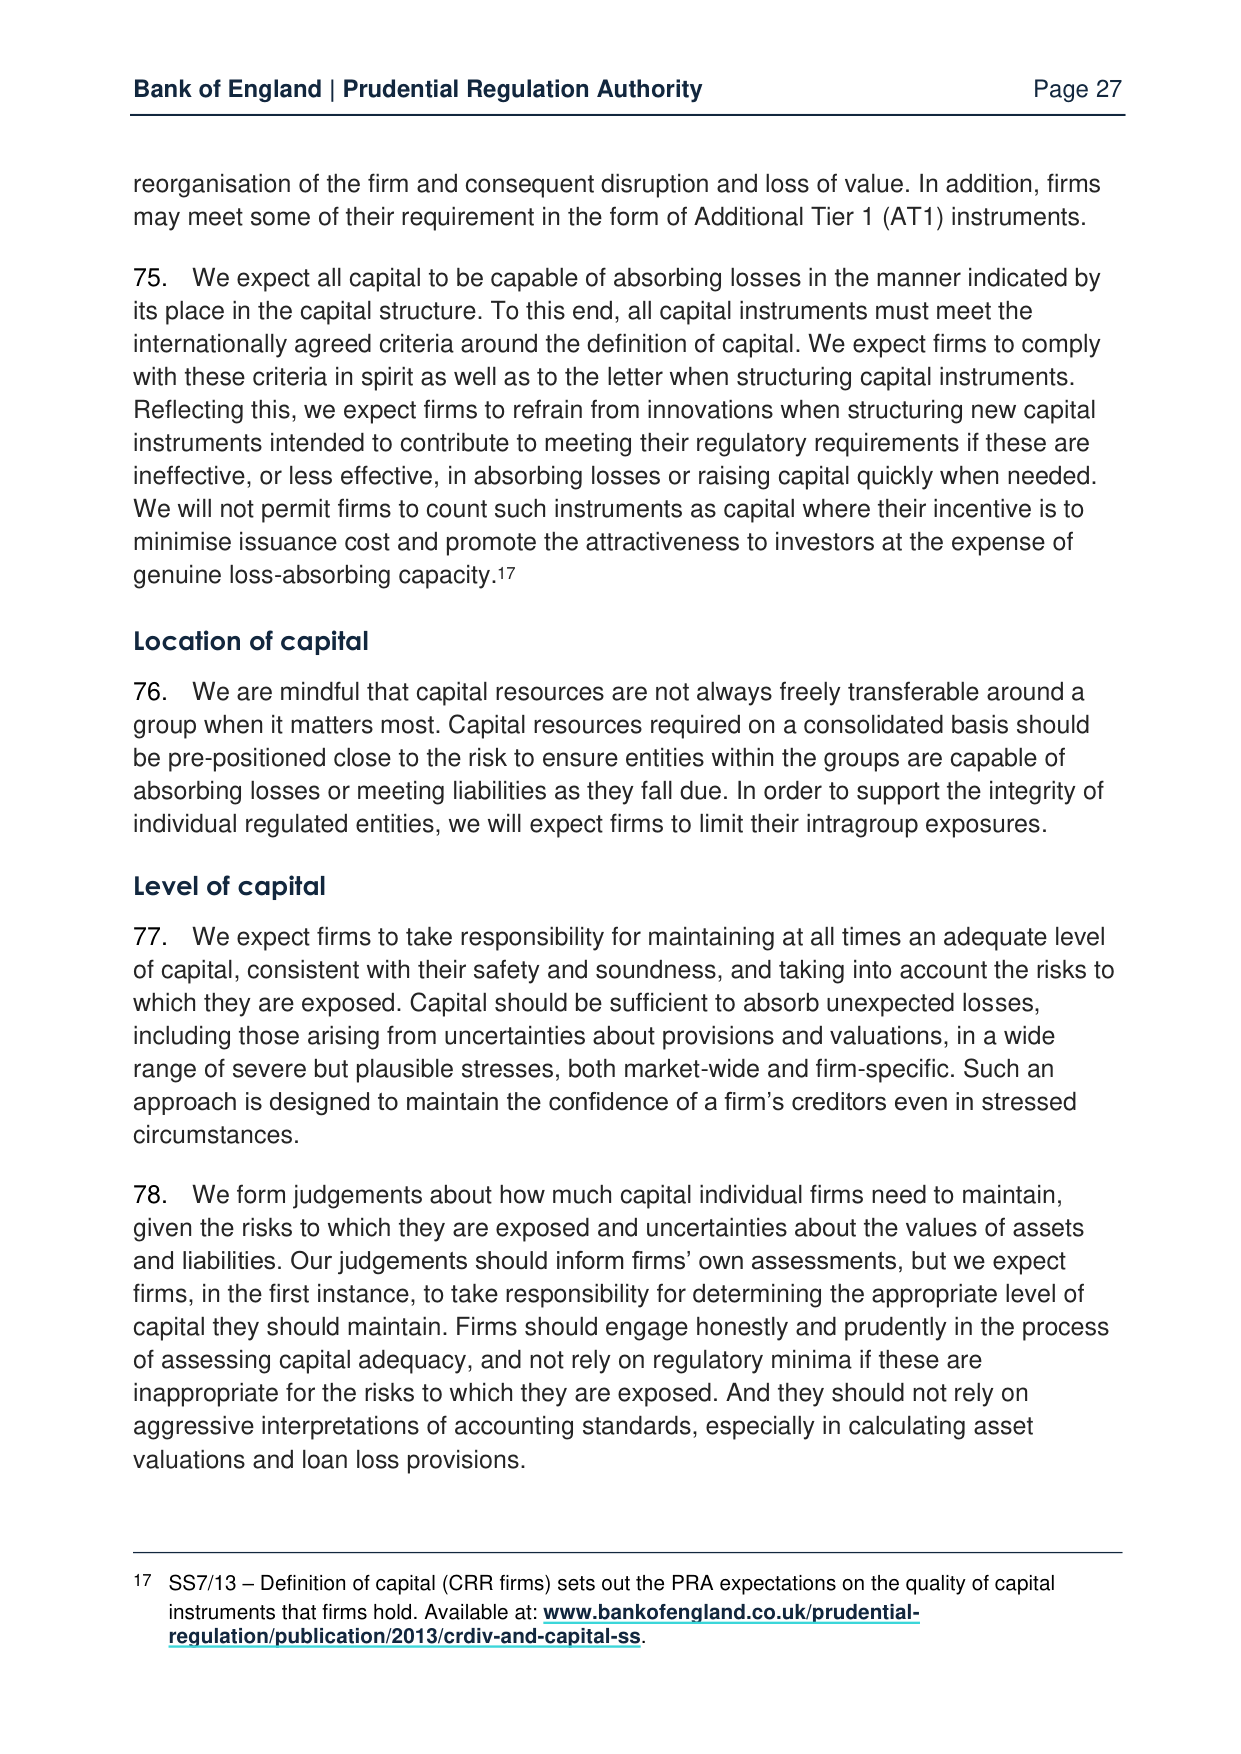 Bank of England | Prudential Regulation Authority Page 27
reorganisation of the firm and consequent disruption and loss of value. In addition, firms
may meet some of their requirement in the form of Additional Tier 1 (AT1) instruments.
75. We expect all capital to be capable of absorbing losses in the manner indicated by
its place in the capital structure. To this end, all capital instruments must meet the
internationally agreed criteria around the definition of capital. We expect firms to comply
with these criteria in spirit as well as to the letter when structuring capital instruments.
Reflecting this, we expect firms to refrain from innovations when structuring new capital
instruments intended to contribute to meeting their regulatory requirements if these are
ineffective, or less effective, in absorbing losses or raising capital quickly when needed.
We will not permit firms to count such instruments as capital where their incentive is to
minimise issuance cost and promote the attractiveness to investors at the expense of
genuine loss-absorbing capacity.17
Location of capital
76. We are mindful that capital resources are not always freely transferable around a
group when it matters most. Capital resources required on a consolidated basis should
be pre-positioned close to the risk to ensure entities within the groups are capable of
absorbing losses or meeting liabilities as they fall due. In order to support the integrity of
individual regulated entities, we will expect firms to limit their intragroup exposures.
Level of capital
77. We expect firms to take responsibility for maintaining at all times an adequate level
of capital, consistent with their safety and soundness, and taking into account the risks to
which they are exposed. Capital should be sufficient to absorb unexpected losses,
including those arising from uncertainties about provisions and valuations, in a wide
range of severe but plausible stresses, both market-wide and firm-specific. Such an
approach is designed to maintain the confidence of a firm’s creditors even in stressed
circumstances.
78. We form judgements about how much capital individual firms need to maintain,
given the risks to which they are exposed and uncertainties about the values of assets
and liabilities. Our judgements should inform firms’ own assessments, but we expect
firms, in the first instance, to take responsibility for determining the appropriate level of
capital they should maintain. Firms should engage honestly and prudently in the process
of assessing capital adequacy, and not rely on regulatory minima if these are
inappropriate for the risks to which they are exposed. And they should not rely on
aggressive interpretations of accounting standards, especially in calculating asset
valuations and loan loss provisions.
17 SS7/13 – Definition of capital (CRR firms) sets out the PRA expectations on the quality of capital
instruments that firms hold. Available at: www.bankofengland.co.uk/prudential-
regulation/publication/2013/crdiv-and-capital-ss.